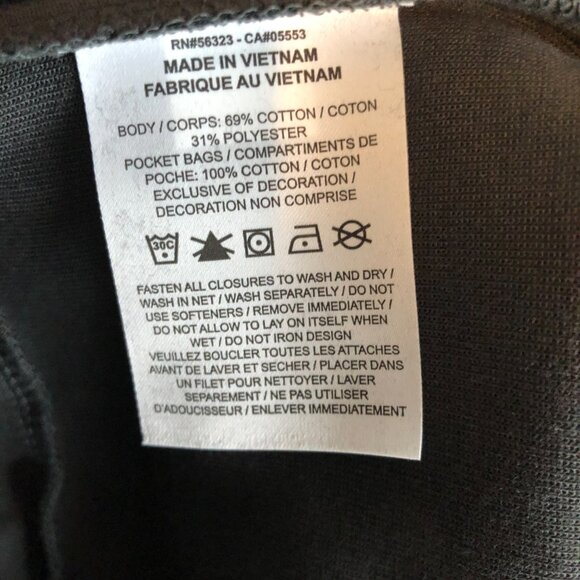 RN#56323 - CA#05553
MADE IN VIETNAM
FABRIQUE AU VIETNAM
BODY / CORPS: 69% COTTON / COTON
31% POLYESTER
POCKET BAGS / COMPARTIMENTS DE
POCHE: 100% COTTON / COTON
EXCLUSIVE OF DECORATION /
DECORATION NON COMPRISE
30C
FASTEN ALL CLOSURES TO WASH AND DRY /
WASH IN NET / WASH SEPARATELY / DO NOT
USE SOFTENERS / REMOVE IMMEDIATELY /
DO NOT ALLOW TO LAY ON ITSELF WHEN
WET / DO NOT IRON DESIGN
VEUILLEZ BOUCLER TOUTES LES ATTACHES
AVANT DE LAVER ET SECHER / PLACER DANS
UN FILET POUR NETTOYER / LAVER
SEPAREMENT / NE PAS UTILISER
D'ADOUCISSEUR / ENLEVER IMMEDIATEMENT